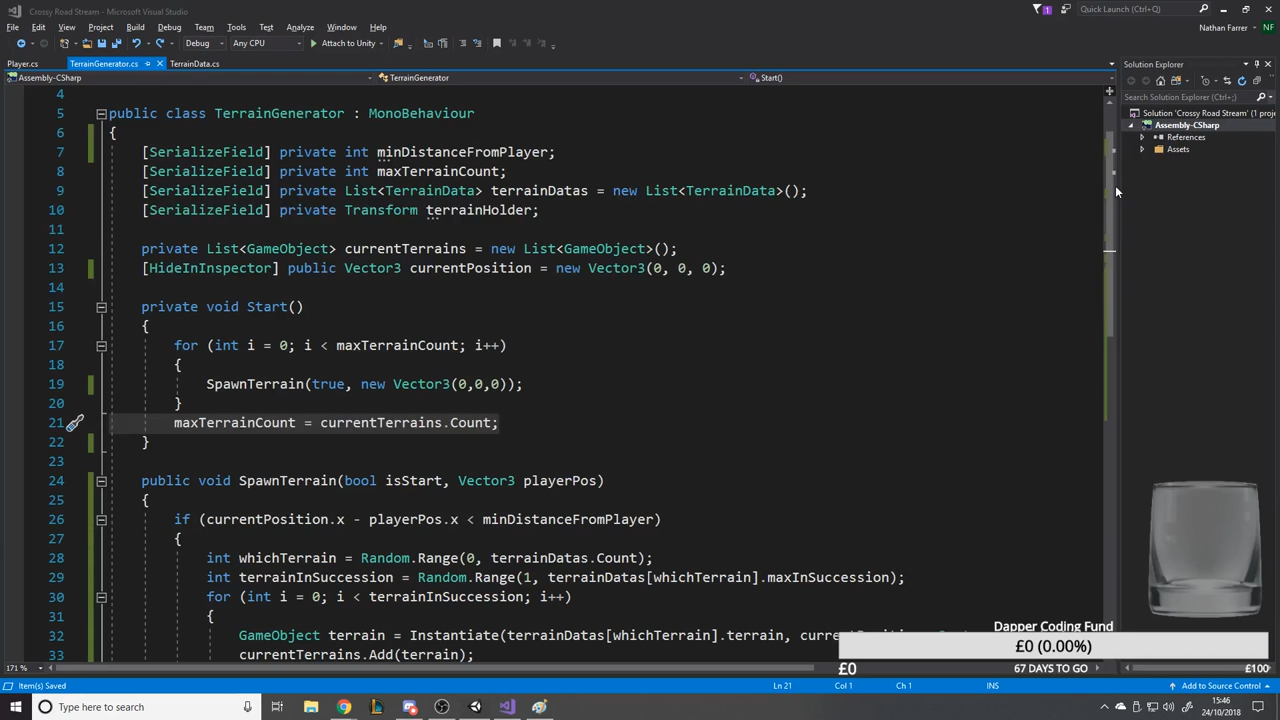 Crossy Road Stream - Microsoft Visual Studio
1
Quick Launch (Ctrl+Q)
File Edit View Project Build Debug Team Tools Test Analyze Window Help
Nathan Farrer NF
Debug Any CPU Attach to Unity
Player.cs TerrainGenerator.cs TerrainData.cs
Solution Explorer
Assembly-CSharp TerrainGenerator Start()
Search Solution Explorer (Ctrl+;)
Solution 'Crossy Road Stream' (1 proje
Assembly-CSharp
References
Assets
4
5 public class TerrainGenerator : MonoBehaviour
6 {
7 [SerializeField] private int minDistanceFromPlayer;
8 [SerializeField] private int maxTerrainCount;
9 [SerializeField] private List<TerrainData> terrainDatas = new List<TerrainData>();
10 [SerializeField] private Transform terrainHolder;
11
12 private List<GameObject> currentTerrains = new List<GameObject>();
13 [HideInInspector] public Vector3 currentPosition = new Vector3(0, 0, 0);
14
15 private void Start()
16 {
17 for (int i = 0; i < maxTerrainCount; i++)
18 {
19 SpawnTerrain(true, new Vector3(0,0,0));
20 }
21 maxTerrainCount = currentTerrains.Count;
22 }
23
24 public void SpawnTerrain(bool isStart, Vector3 playerPos)
25 {
26 if (currentPosition.x - playerPos.x < minDistanceFromPlayer)
27 {
28 int whichTerrain = Random.Range(0, terrainDatas.Count);
29 int terrainInSuccession = Random.Range(1, terrainDatas[whichTerrain].maxInSuccession);
30 for (int i = 0; i < terrainInSuccession; i++)
31 {
32 GameObject terrain = Instantiate(terrainDatas[whichTerrain].terrain,
33 currentTerrains.Add(terrain);
Dapper Coding Fund
£0 (0.00%)
£0 67 DAYS TO GO £100
171 %
Item(s) Saved Ln 21 Col 1 Ch 1 INS Add to Source Control
Type here to search
15:46
24/10/2018